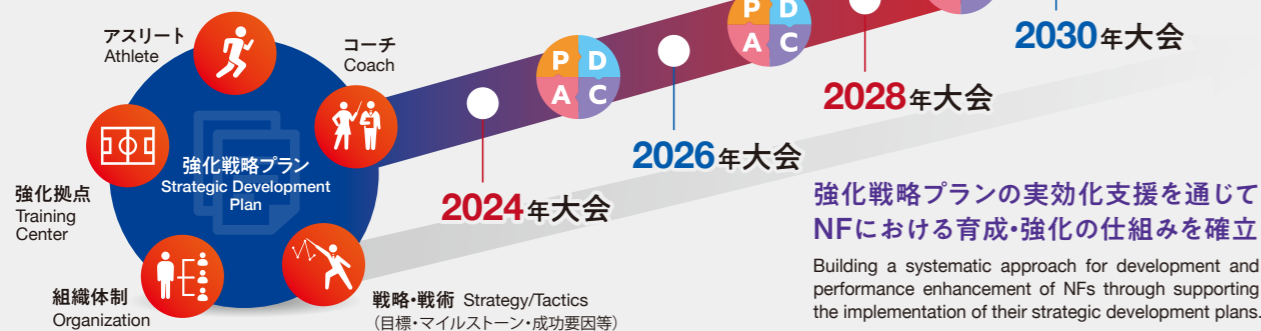 アスリート
Athlete
コーチ
Coach
強化拠点
Training
Center
強化戦略プラン
Strategic Development
Plan
組織体制
Organization
戦略・戦術 Strategy/Tactics
（目標・マイルストーン・成功要因等）
P D
A C
P D
A C
2024年大会
2026年大会
2028年大会
2030年大会
強化戦略プランの実効化支援を通じて
NFにおける育成・強化の仕組みを確立
Building a systematic approach for development and
performance enhancement of NFs through supporting
the implementation of their strategic development plans.